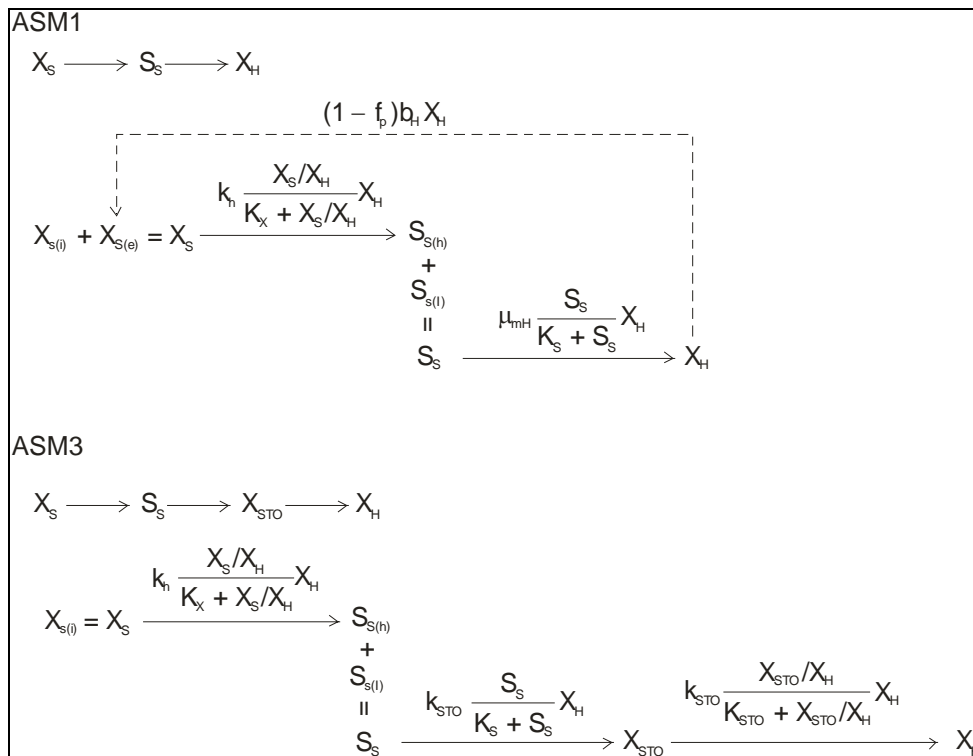 ASM1
X_S → S_S → X_H
(1 – f_p)b_H X_H
k_h (X_S/X_H)/(K_X + X_S/X_H) X_H
X_s(i) + X_S(e) = X_S → S_S(h)
+
S_s(l)
=
μ_mH S_S/(K_S + S_S) X_H
S_S → X_H
ASM3
X_S → S_S → X_STO → X_H
k_h (X_S/X_H)/(K_X + X_S/X_H) X_H
X_s(i) = X_S → S_S(h)
+
S_s(l)
=
k_STO S_S/(K_S + S_S) X_H
k_STO (X_STO/X_H)/(K_STO + X_STO/X_H) X_H
S_S → X_STO → X